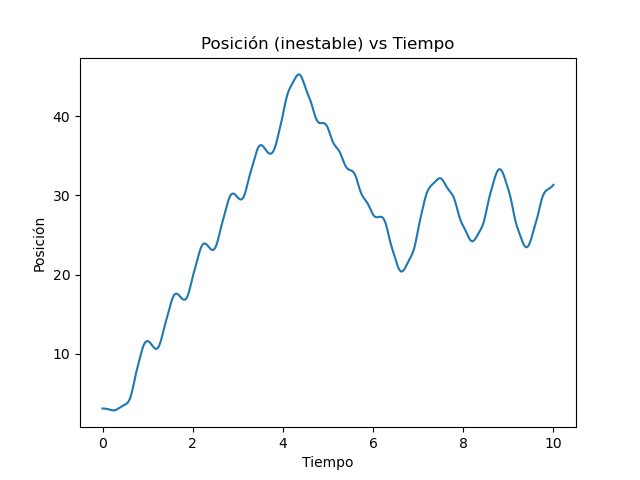 Posición (inestable) vs Tiempo
40
30
20
10
Posición
0 2 4 6 8 10
Tiempo